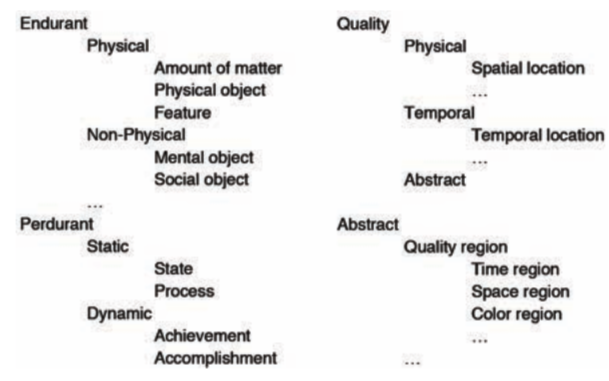 Endurant
Physical
Amount of matter
Physical object
Feature
Non-Physical
Mental object
Social object
...
Perdurant
Static
State
Process
Dynamic
Achievement
Accomplishment
Quality
Physical
Spatial location
...
Temporal
Temporal location
...
Abstract
Abstract
Quality region
Time region
Space region
Color region
...
...